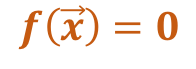 f(x⃗) = 0